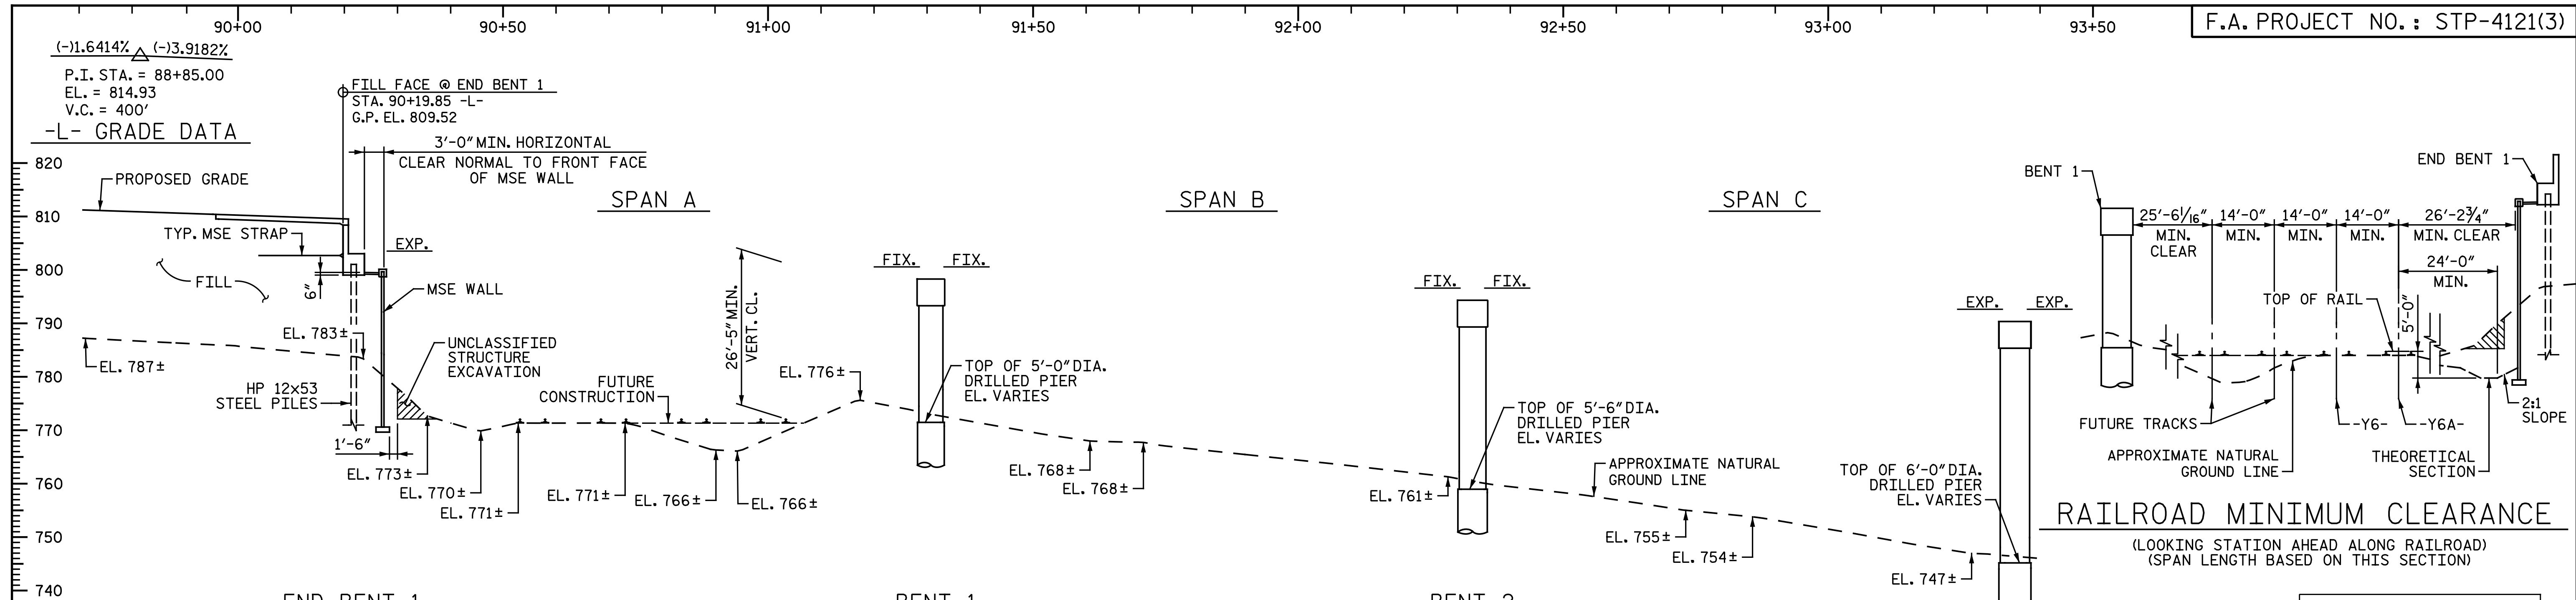 90+00
90+50
91+00
91+50
92+00
92+50
93+00
93+50
F.A. PROJECT NO.: STP-4121(3)
(-)1.6414% (-)3.9182%
P.I. STA. = 88+85.00
EL. = 814.93
V.C. = 400'
-L- GRADE DATA
FILL FACE @ END BENT 1
STA. 90+19.85 -L-
G.P. EL. 809.52
3'-0" MIN. HORIZONTAL
CLEAR NORMAL TO FRONT FACE
OF MSE WALL
820
810
800
790
780
770
760
750
740
PROPOSED GRADE
TYP. MSE STRAP
EXP.
FILL
6"
MSE WALL
EL. 783±
EL. 787±
HP 12x53
STEEL PILES
UNCLASSIFIED
STRUCTURE
EXCAVATION
1'-6"
EL. 773±
EL. 770±
EL. 771±
SPAN A
FUTURE
CONSTRUCTION
26'-5" MIN.
VERT. CL.
EL. 771±
EL. 766±
EL. 766±
EL. 776±
FIX. FIX.
TOP OF 5'-0" DIA.
DRILLED PIER
EL. VARIES
EL. 768±
EL. 768±
SPAN B
FIX. FIX.
TOP OF 5'-6" DIA.
DRILLED PIER
EL. VARIES
EL. 761±
APPROXIMATE NATURAL
GROUND LINE
SPAN C
EL. 755±
EL. 754±
EXP. EXP.
TOP OF 6'-0" DIA.
DRILLED PIER
EL. VARIES
EL. 747±
BENT 1
END BENT 1
25'-6 1/16" 14'-0" 14'-0" 14'-0" 26'-2 3/4"
MIN. MIN. MIN. MIN. MIN. CLEAR
CLEAR
24'-0"
MIN.
TOP OF RAIL
5'-0"
FUTURE TRACKS
-Y6-
-Y6A-
2:1
SLOPE
APPROXIMATE NATURAL
GROUND LINE
THEORETICAL
SECTION
RAILROAD MINIMUM CLEARANCE
(LOOKING STATION AHEAD ALONG RAILROAD)
(SPAN LENGTH BASED ON THIS SECTION)
END BENT 1
BENT 1
BENT 2